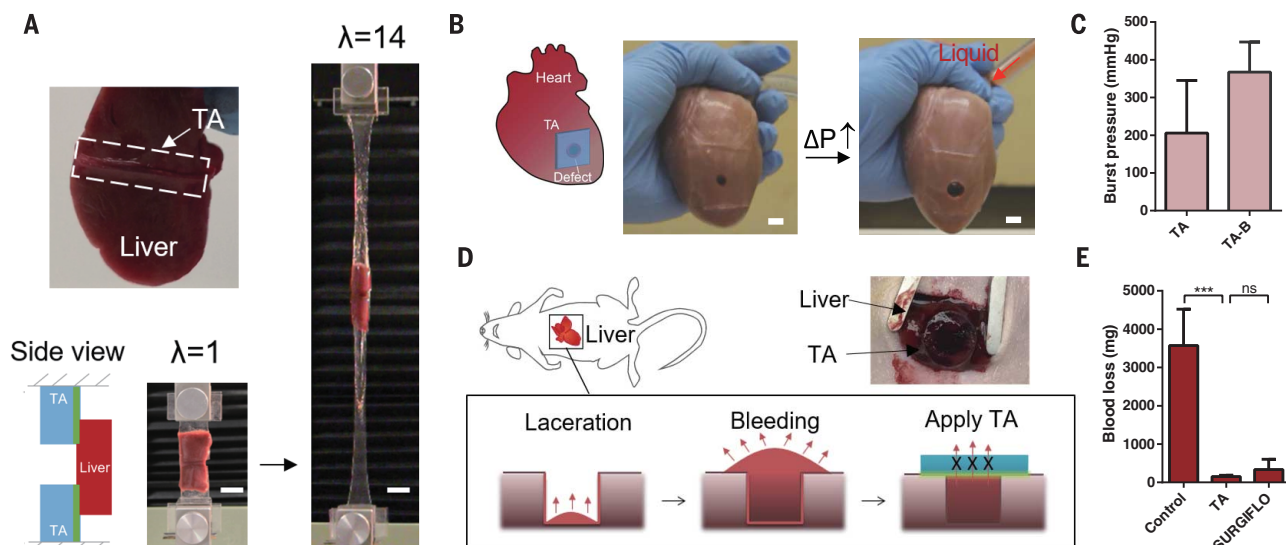 A
λ=14
TA
Liver
Side view
λ=1
TA
Liver
TA
B
Heart
TA
Defect
ΔP↑
Liquid
C
Burst pressure (mmHg)
500
400
300
200
100
0
TA
TA-B
D
Liver
Liver
TA
Laceration
Bleeding
Apply TA
X X X
E
Blood loss (mg)
5000
4000
3000
2000
1000
0
***
ns
Control
TA
SURGIFLO